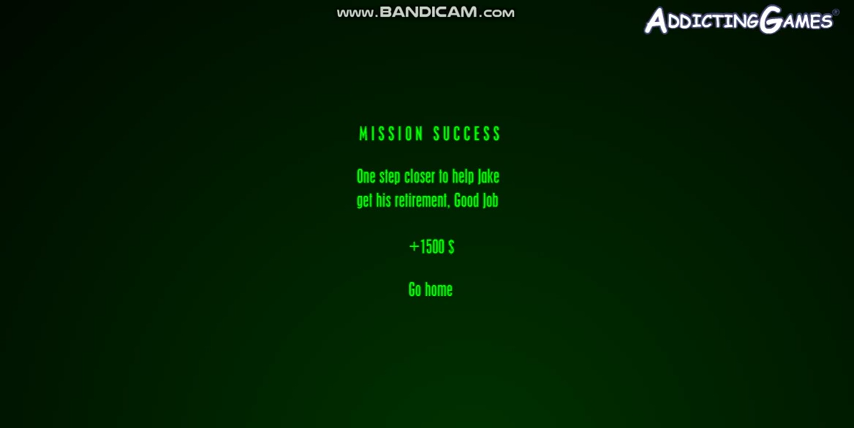 www.BANDICAM.com
ADDICTINGGAMES®
MISSION SUCCESS
One step closer to help Jake
get his retirement, Good Job
+1500 $
Go home